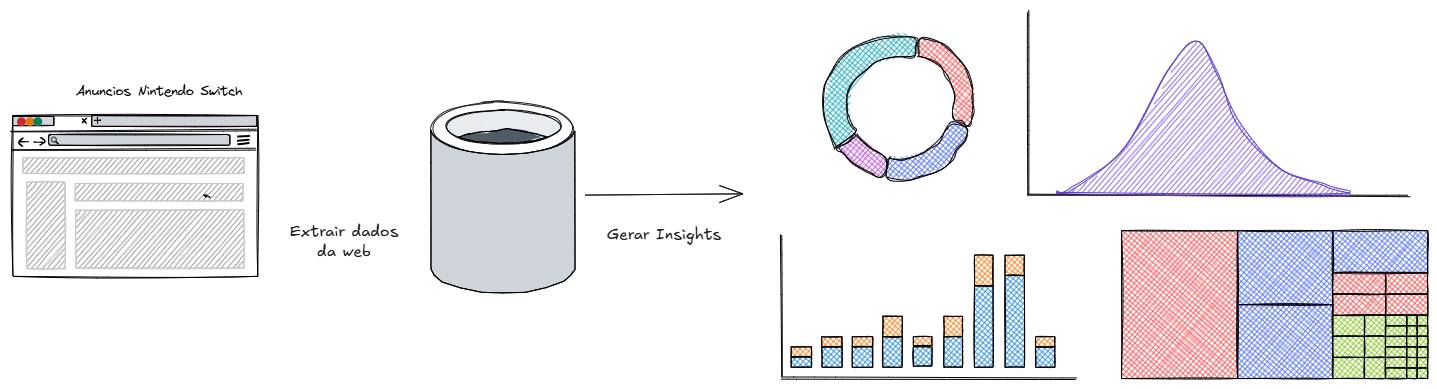 Anuncios Nintendo Switch
Extrair dados
da web
Gerar Insights